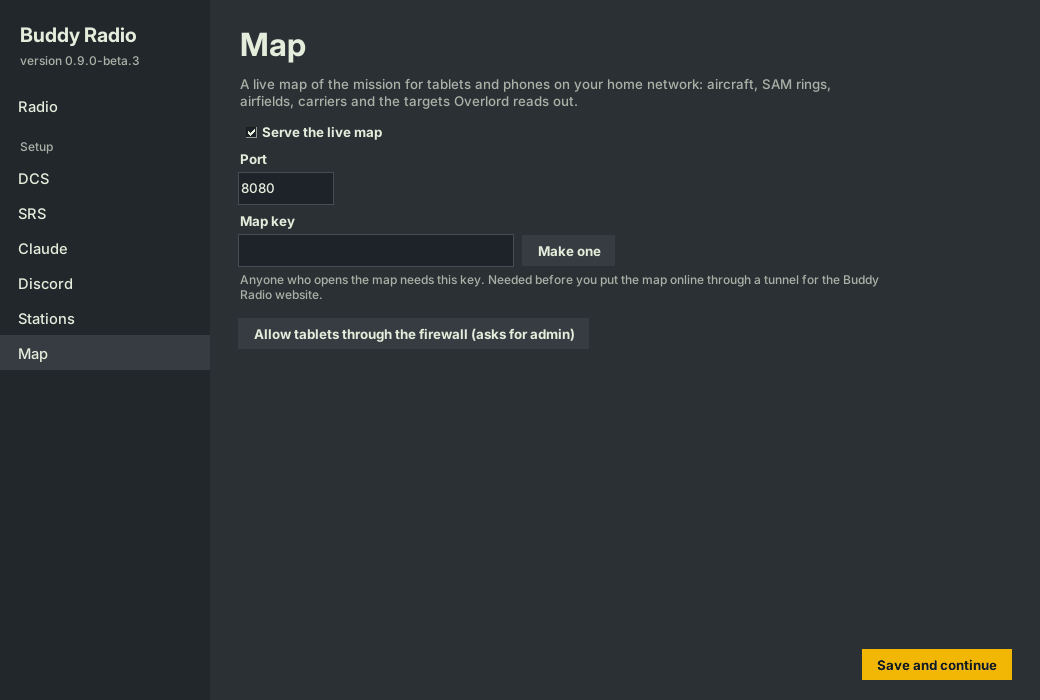 Buddy Radio
version 0.9.0-beta.3
Radio
Setup
DCS
SRS
Claude
Discord
Stations
Map
Map
A live map of the mission for tablets and phones on your home network: aircraft, SAM rings,
airfields, carriers and the targets Overlord reads out.
Serve the live map
Port
8080
Map key
Make one
Anyone who opens the map needs this key. Needed before you put the map online through a tunnel for the Buddy
Radio website.
Allow tablets through the firewall (asks for admin)
Save and continue